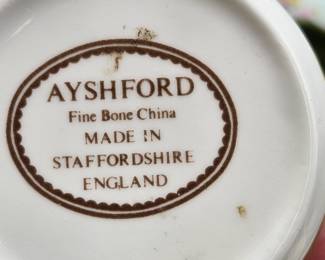 AYSHFORD
Fine Bone China
MADE IN
STAFFORDSHIRE
ENGLAND